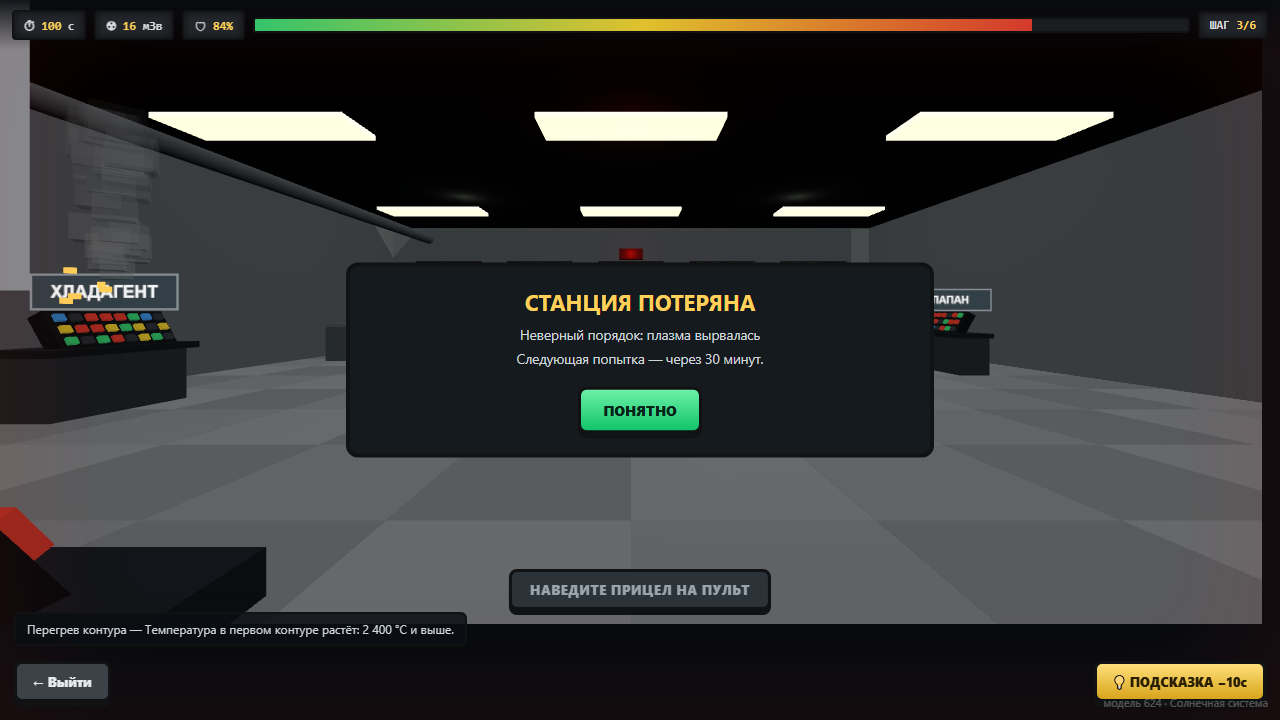 100 с
16 мЗв
84%
ШАГ 3/6
ХЛАДАГЕНТ
СТАНЦИЯ ПОТЕРЯНА
Неверный порядок: плазма вырвалась
Следующая попытка — через 30 минут.
ПОНЯТНО
НАВЕДИТЕ ПРИЦЕЛ НА ПУЛЬТ
Перегрев контура — Температура в первом контуре растёт: 2 400 °C и выше.
← Выйти
ПОДСКАЗКА −10с
модель 624 · Солнечная система